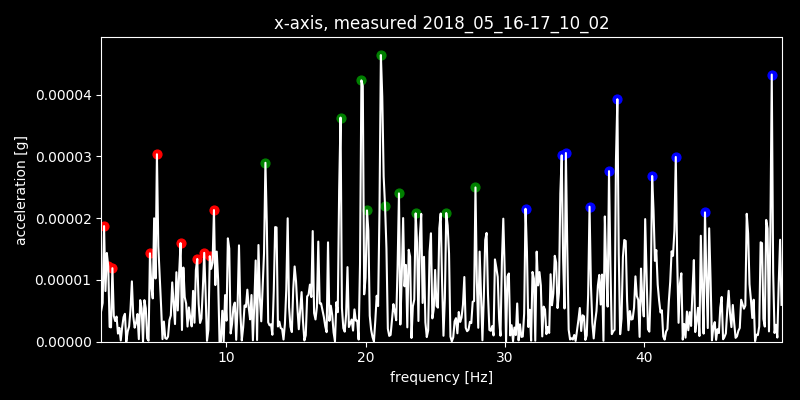 x-axis, measured 2018_05_16-17_10_02
acceleration [g]
0.00004
0.00003
0.00002
0.00001
0.00000
10 20 30 40
frequency [Hz]